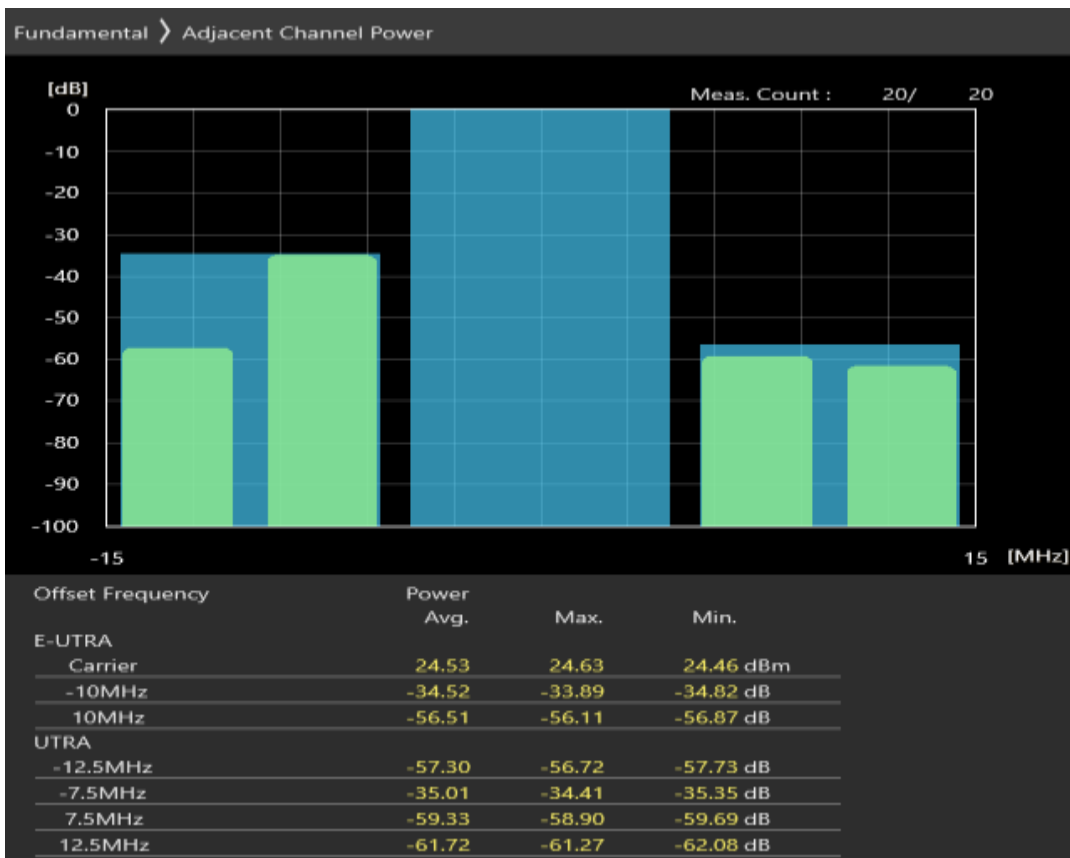 Fundamental 〉 Adjacent Channel Power
[dB]
Meas. Count : 20/ 20
0
-10
-20
-30
-40
-50
-60
-70
-80
-90
-100
-15 15 [MHz]
Offset Frequency Power
Avg. Max. Min.
E-UTRA
Carrier 24.53 24.63 24.46 dBm
-10MHz -34.52 -33.89 -34.82 dB
10MHz -56.51 -56.11 -56.87 dB
UTRA
-12.5MHz -57.30 -56.72 -57.73 dB
-7.5MHz -35.01 -34.41 -35.35 dB
7.5MHz -59.33 -58.90 -59.69 dB
12.5MHz -61.72 -61.27 -62.08 dB